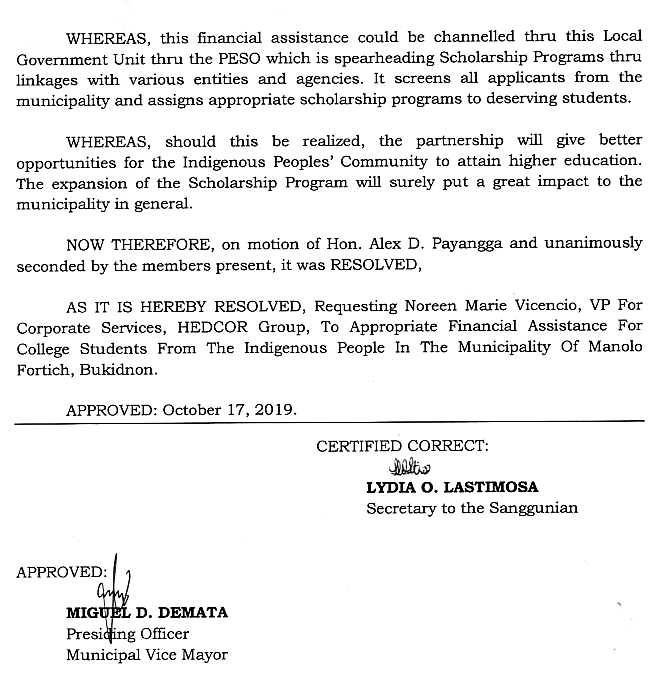 WHEREAS, this financial assistance could be channelled thru this Local
Government Unit thru the PESO which is spearheading Scholarship Programs thru
linkages with various entities and agencies. It screens all applicants from the
municipality and assigns appropriate scholarship programs to deserving students.
WHEREAS, should this be realized, the partnership will give better
opportunities for the Indigenous Peoples' Community to attain higher education.
The expansion of the Scholarship Program will surely put a great impact to the
municipality in general.
NOW THEREFORE, on motion of Hon. Alex D. Payangga and unanimously
seconded by the members present, it was RESOLVED,
AS IT IS HEREBY RESOLVED, Requesting Noreen Marie Vicencio, VP For
Corporate Services, HEDCOR Group, To Appropriate Financial Assistance For
College Students From The Indigenous People In The Municipality Of Manolo
Fortich, Bukidnon.
APPROVED: October 17, 2019.
CERTIFIED CORRECT:
LYDIA O. LASTIMOSA
Secretary to the Sanggunian
APPROVED:
MIGUEL D. DEMATA
Presiding Officer
Municipal Vice Mayor